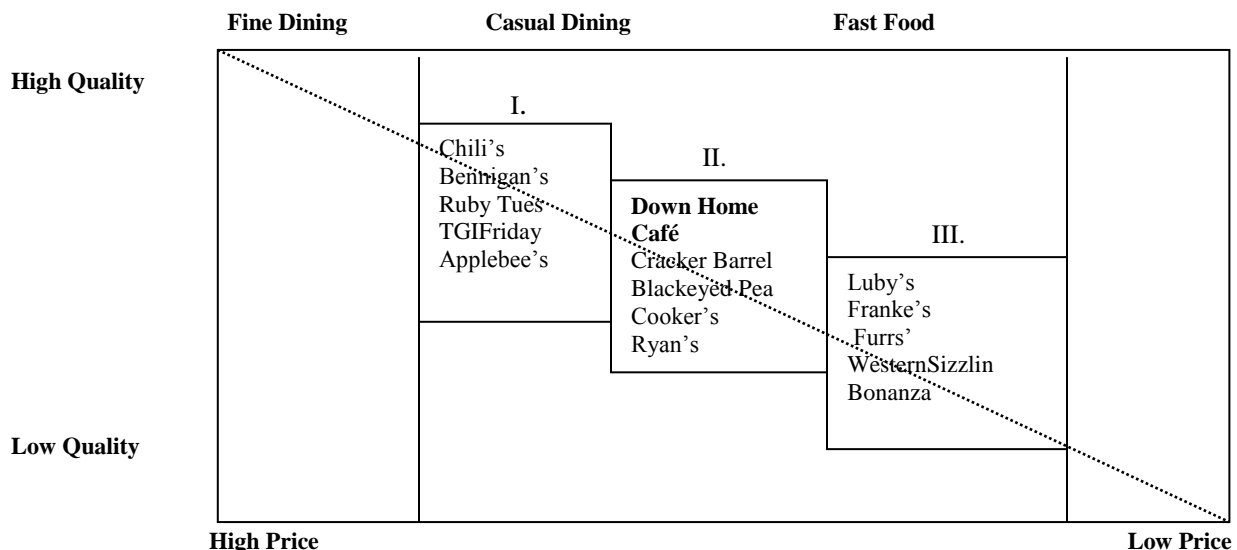 Fine Dining
Casual Dining
Fast Food
High Quality
I.
Chili’s
Bennigan’s
Ruby Tues
TGIFriday
Applebee’s
II.
Down Home
Café
Cracker Barrel
Blackeyed Pea
Cooker’s
Ryan’s
III.
Luby’s
Franke’s
Furrs’
WesternSizzlin
Bonanza
Low Quality
High Price
Low Price